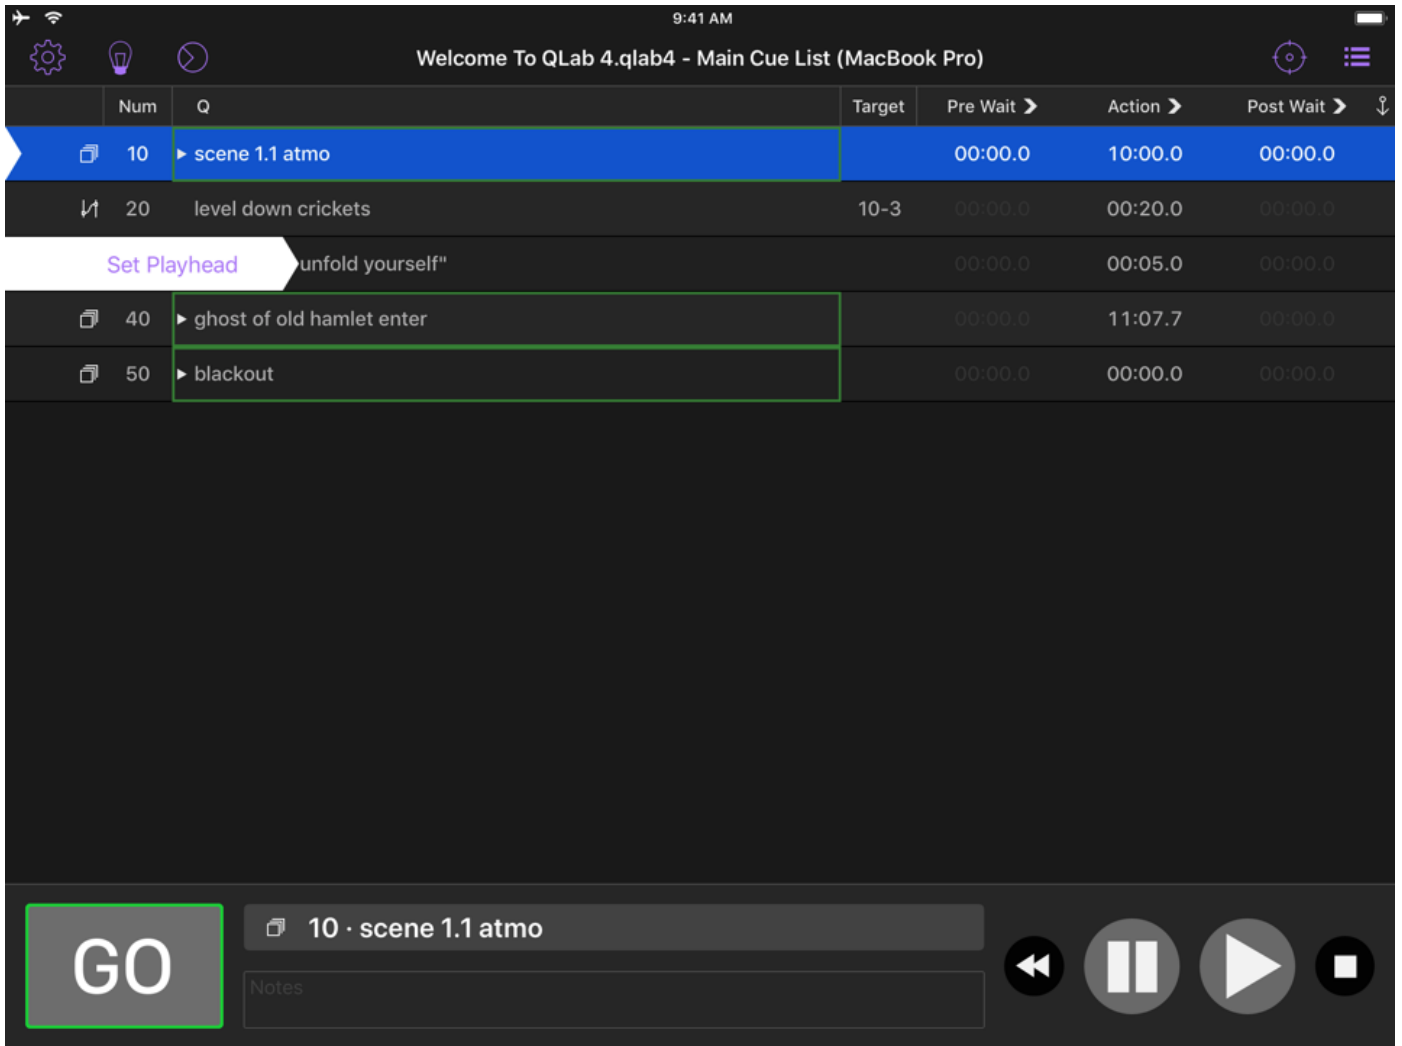 9:41 AM
Welcome To QLab 4.qlab4 - Main Cue List (MacBook Pro)
Num Q Target Pre Wait Action Post Wait
10 scene 1.1 atmo 00:00.0 10:00.0 00:00.0
20 level down crickets 10-3 00:00.0 00:20.0 00:00.0
Set Playhead unfold yourself" 00:00.0 00:05.0 00:00.0
40 ghost of old hamlet enter 00:00.0 11:07.7 00:00.0
50 blackout 00:00.0 00:00.0 00:00.0
GO
10 · scene 1.1 atmo
Notes